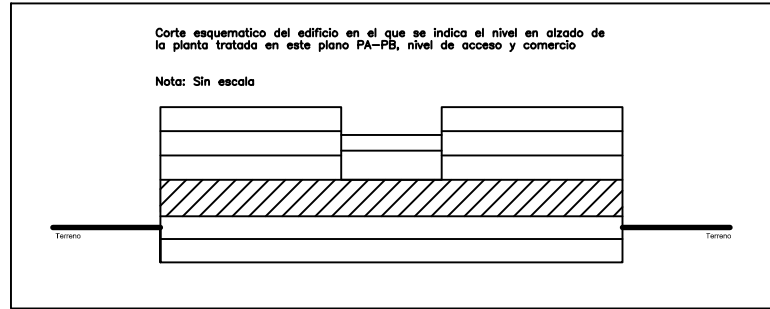 Corte esquematico del edificio en el que se indica el nivel en alzado de
la planta tratada en este plano PA-PB, nivel de acceso y comercio
Nota: Sin escala
Terreno
Terreno